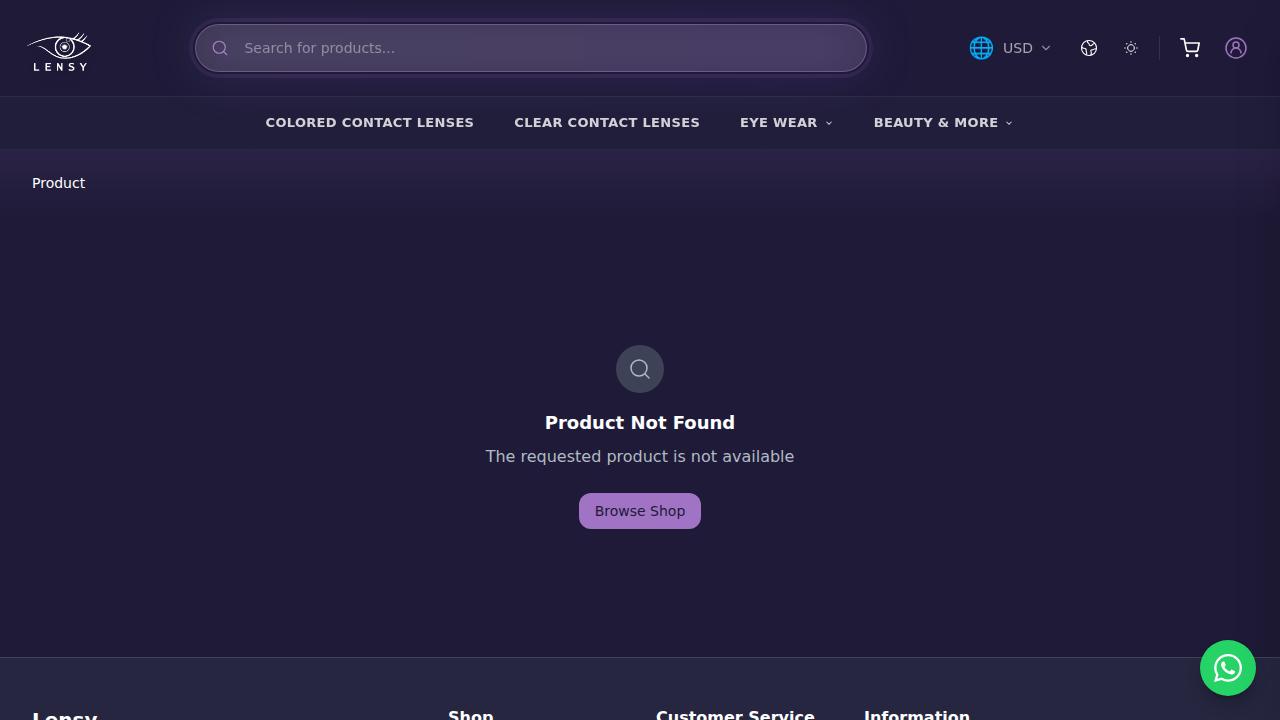 LENSY
Search for products...
USD
COLORED CONTACT LENSES
CLEAR CONTACT LENSES
EYE WEAR
BEAUTY & MORE
Product
Product Not Found
The requested product is not available
Browse Shop
Lensy
Shop
Customer Service
Information